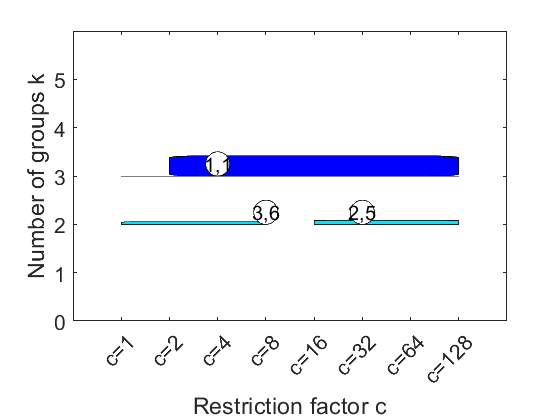 5
4
3
2
1
0
Number of groups k
1,1
3,6
2,5
c=1
c=2
c=4
c=8
c=16
c=32
c=64
c=128
Restriction factor c